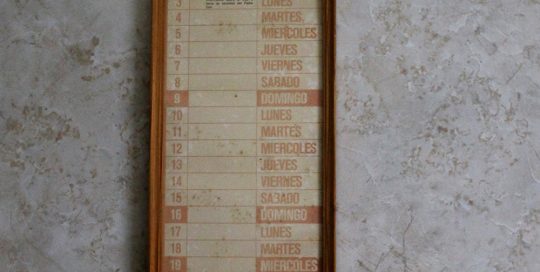 3 LUNES
4 MARTES
5 MIERCOLES
6 JUEVES
7 VIERNES
8 SABADO
9 DOMINGO
10 LUNES
11 MARTES
12 MIERCOLES
13 JUEVES
14 VIERNES
15 SABADO
16 DOMINGO
17 LUNES
18 MARTES
19 MIERCOLES